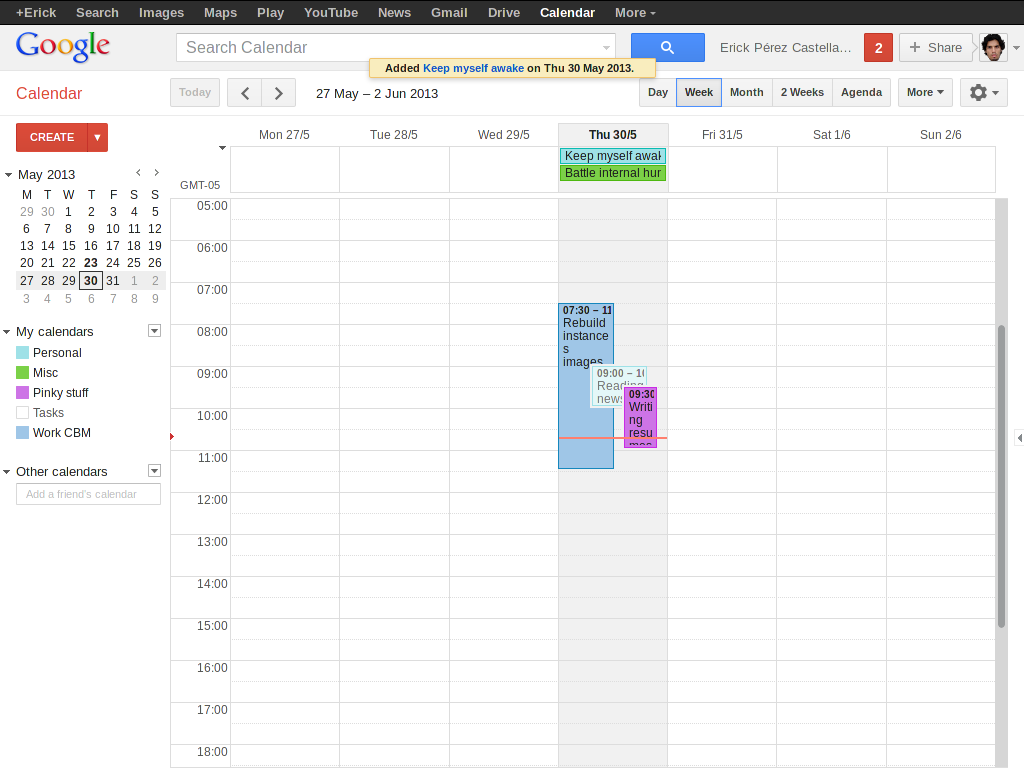 +Erick Search Images Maps Play YouTube News Gmail Drive Calendar More
Google
Search Calendar
Erick Pérez Castella...
2
+ Share
Added Keep myself awake on Thu 30 May 2013.
Calendar
Today
27 May – 2 Jun 2013
Day Week Month 2 Weeks Agenda
More
CREATE
May 2013
M T W T F S S
29 30 1 2 3 4 5
6 7 8 9 10 11 12
13 14 15 16 17 18 19
20 21 22 23 24 25 26
27 28 29 30 31 1 2
3 4 5 6 7 8 9
My calendars
Personal
Misc
Pinky stuff
Tasks
Work CBM
Other calendars
Add a friend's calendar
Mon 27/5 Tue 28/5 Wed 29/5 Thu 30/5 Fri 31/5 Sat 1/6 Sun 2/6
GMT-05
Keep myself awak
Battle internal hur
05:00
06:00
07:00
08:00
09:00
10:00
11:00
12:00
13:00
14:00
15:00
16:00
17:00
18:00
07:30 – 11
Rebuild
instance
s
images
09:00 – 1
Reading
news
09:30
Writi
ng
resu
mes